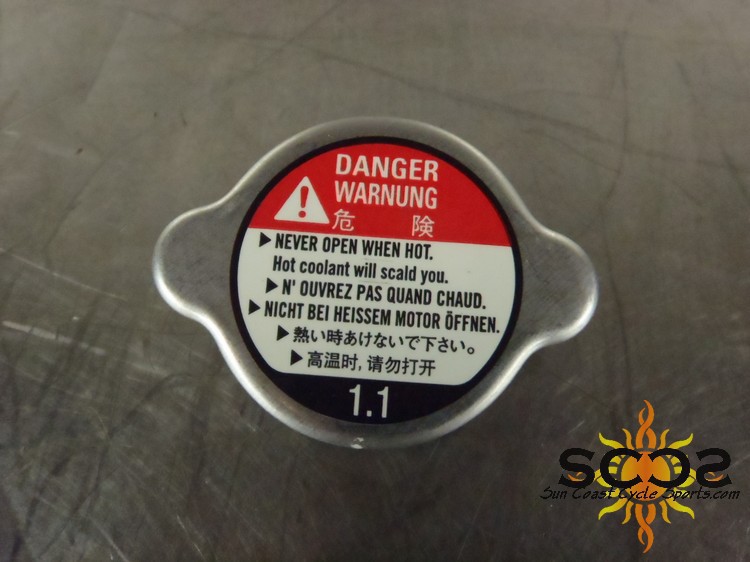 DANGER
WARNUNG
危 険
▶ NEVER OPEN WHEN HOT.
Hot coolant will scald you.
▶ N' OUVREZ PAS QUAND CHAUD.
▶ NICHT BEI HEISSEM MOTOR ÖFFNEN.
▶ 熱い時あけないで下さい。
▶ 高温时, 请勿打开
1.1
SCCS
Sun Coast Cycle Sports.com